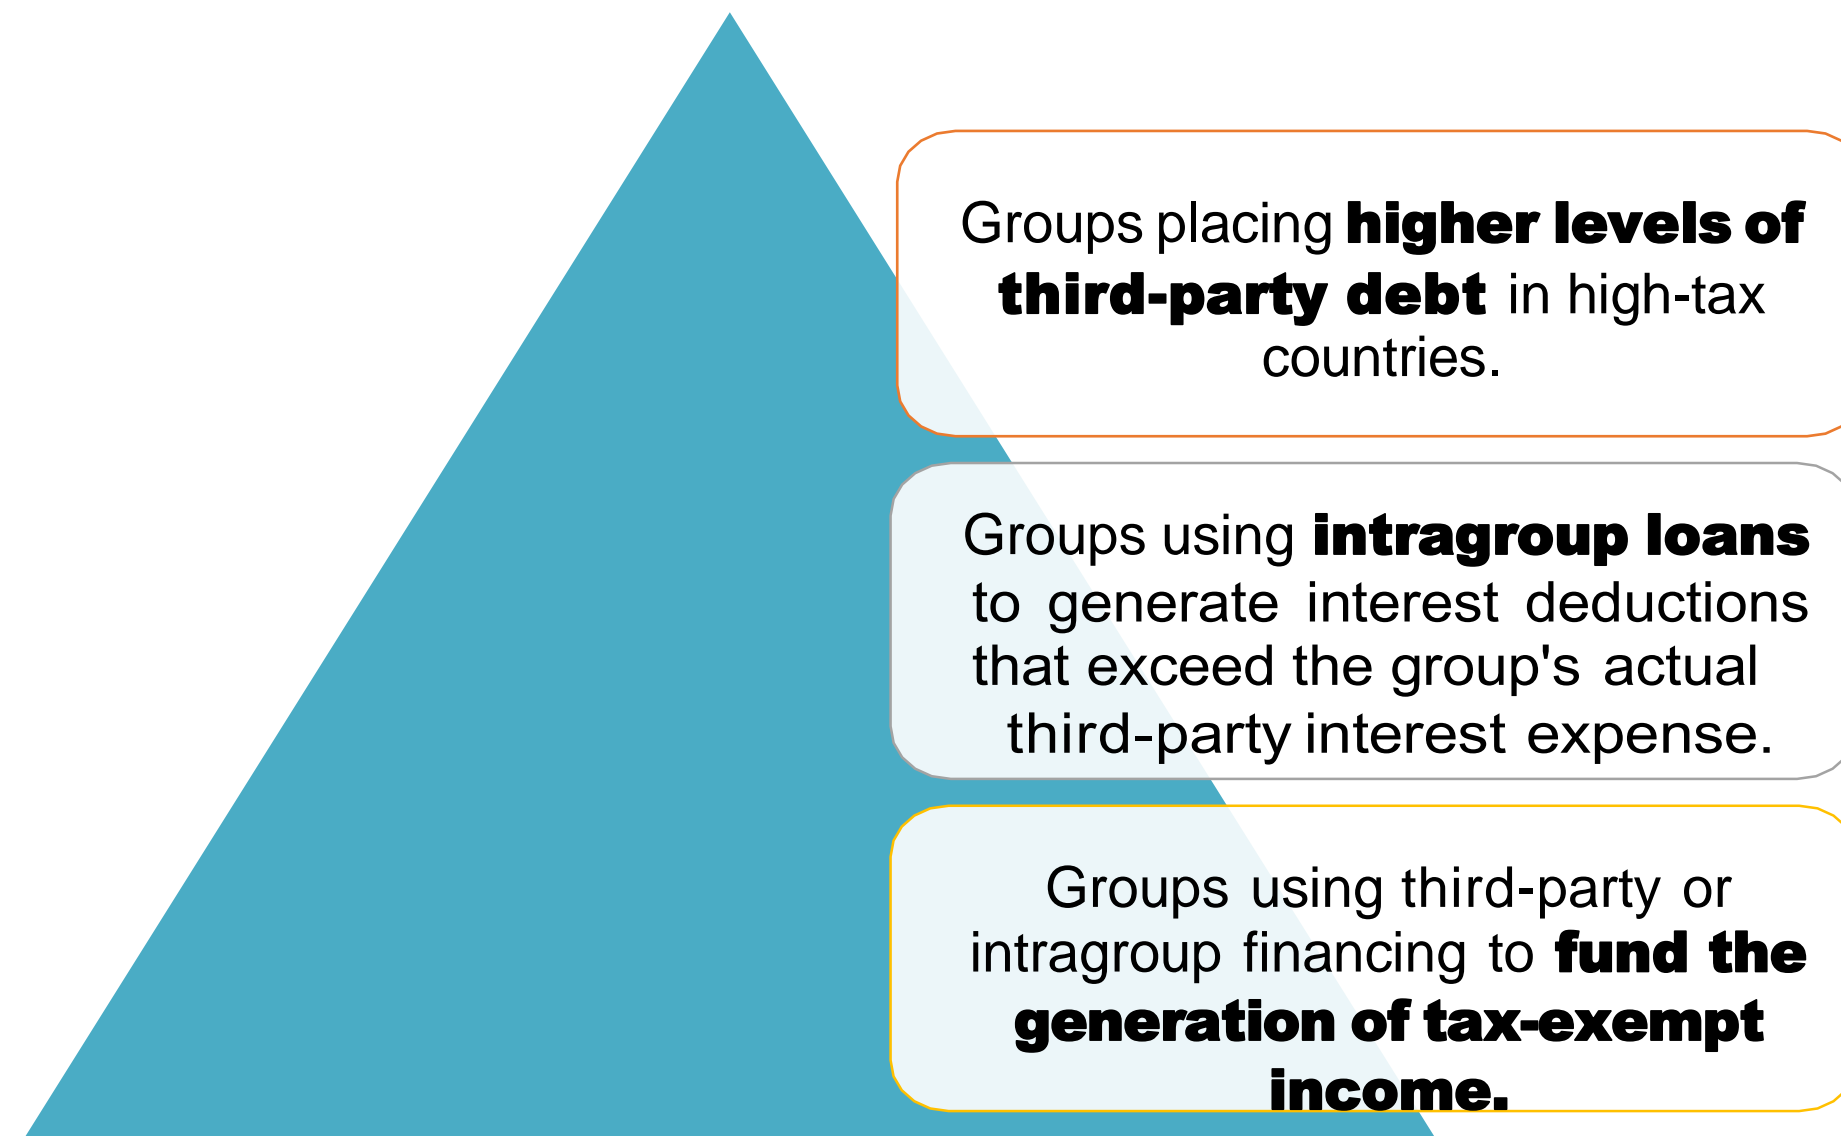 Groups placing higher levels of
third-party debt in high-tax
countries.
Groups using intragroup loans
to generate interest deductions
that exceed the group's actual
third-party interest expense.
Groups using third-party or
intragroup financing to fund the
generation of tax-exempt
income.